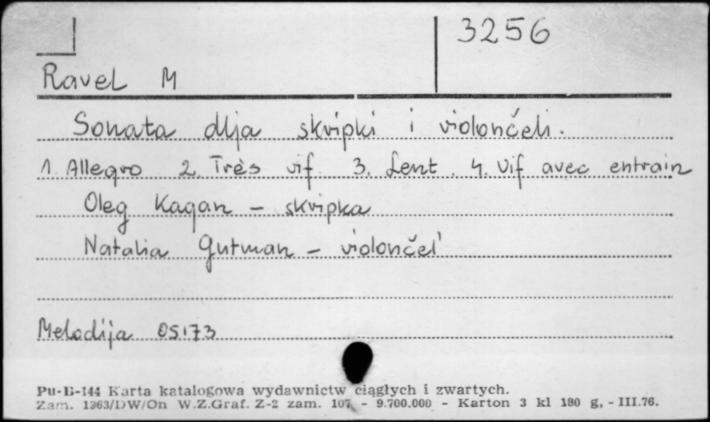 3256
Ravel M
Sonata dlja skripki i violončeli.
1. Allegro 2. Très vif 3. Lent. 4. Vif avec entrain
Oleg Kagan – skripka
Natalia Gutman – violončel'
Melodija 05173
Pu-B-144 Karta katalogowa wydawnictw ciągłych i zwartych.
Zam. 1363/DW/On W.Z.Graf. Z-2 zam. 107 - 9.700.000 - Karton 3 kl 180 g. - III.76.